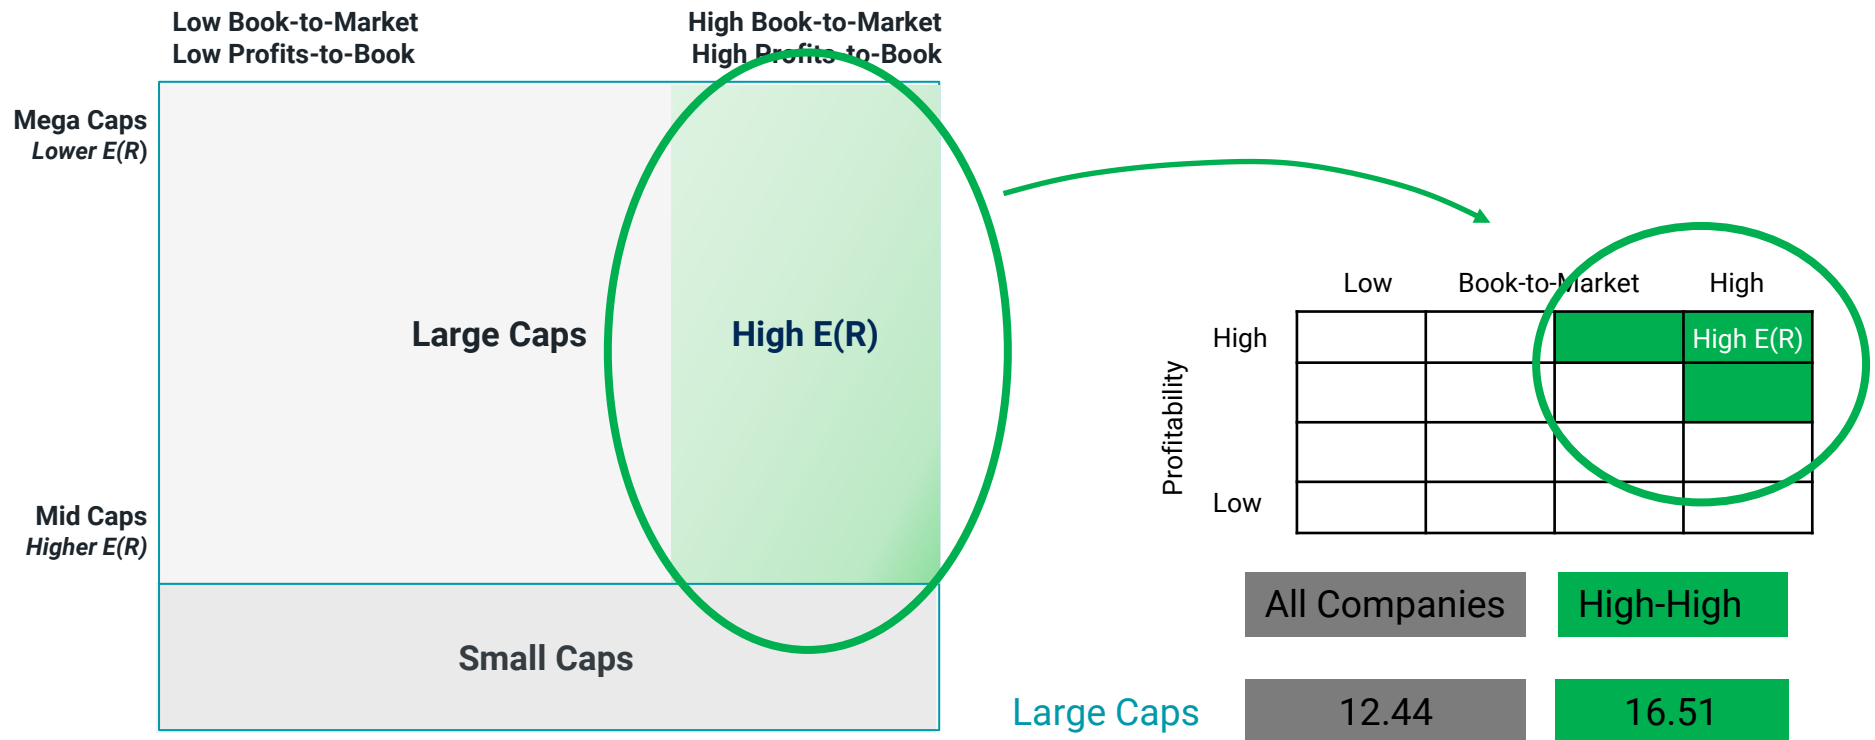 Low Book-to-Market
Low Profits-to-Book
High Book-to-Market
High Profits-to-Book
Mega Caps
Lower E(R)
Large Caps
High E(R)
Mid Caps
Higher E(R)
Small Caps
Low
Book-to-Market
High
High
High E(R)
Profitability
Low
All Companies
High-High
Large Caps
12.44
16.51